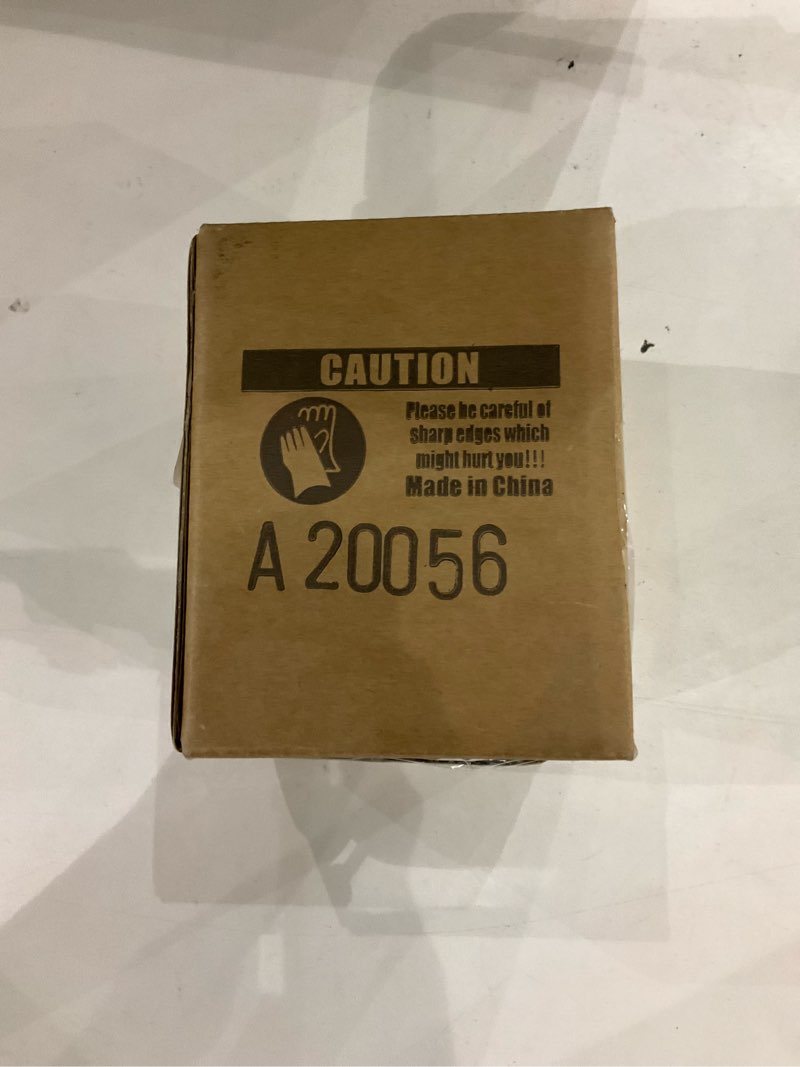 CAUTION
Please be careful of
sharp edges which
might hurt you!!!
Made in China
A 20056